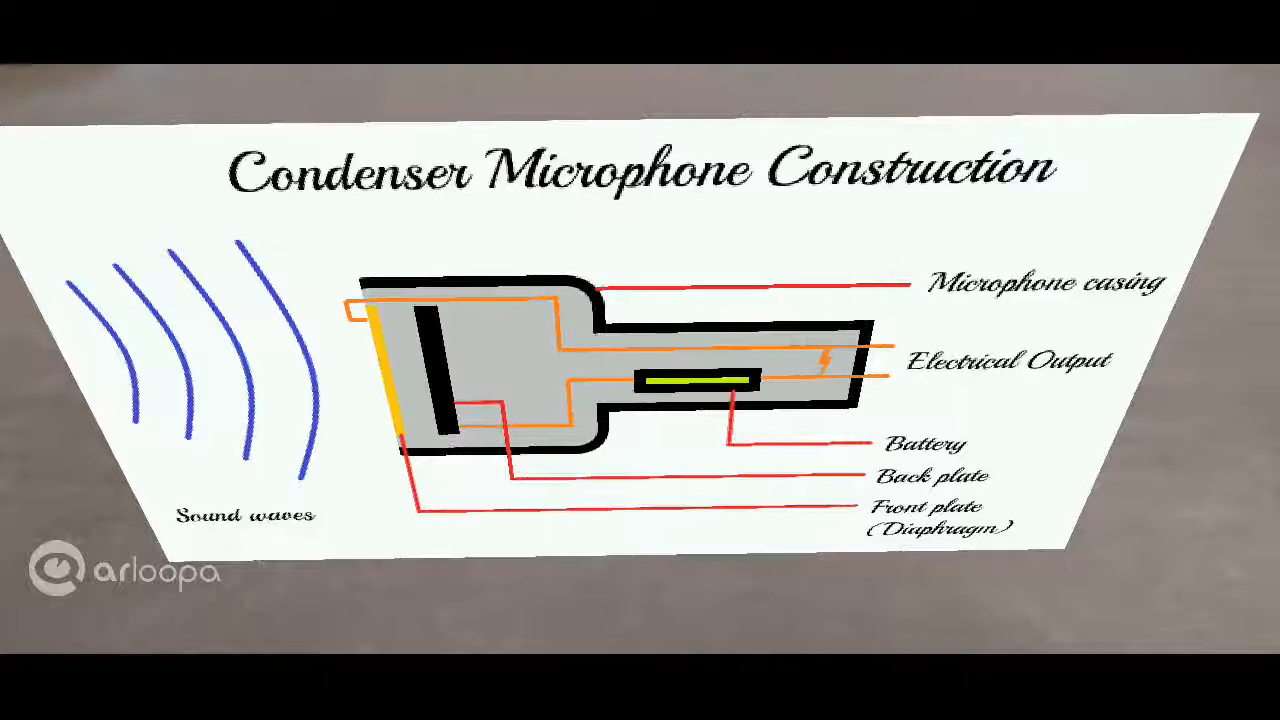 Condenser Microphone Construction
Microphone casing
Electrical Output
Battery
Back plate
Front plate
(Diaphragm)
Sound waves
arloopa